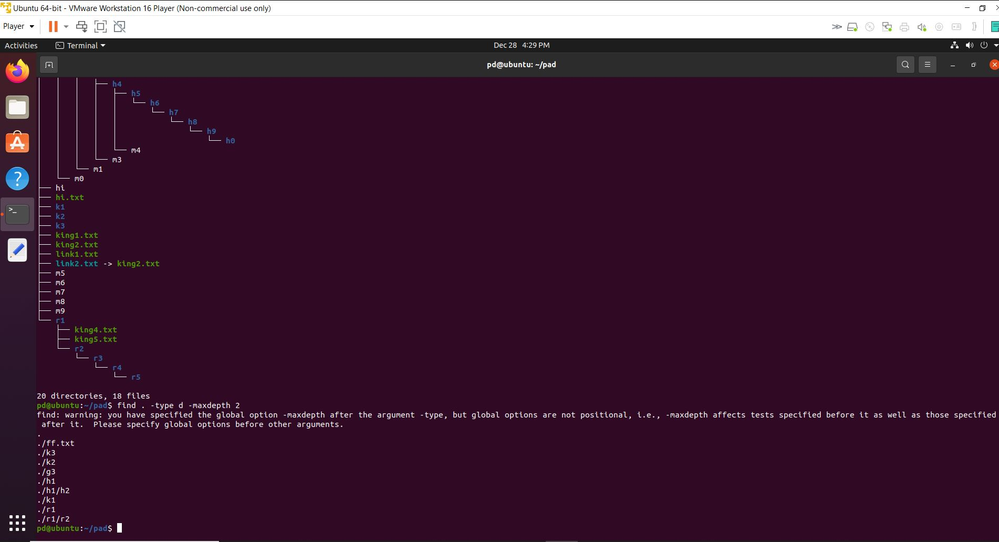 Ubuntu 64-bit - VMware Workstation 16 Player (Non-commercial use only)
Player
Activities
Terminal
Dec 28 4:29 PM
pd@ubuntu: ~/pad
h4
h5
h6
h7
h8
h9
h0
m4
m3
m1
m0
hi
hi.txt
k1
k2
k3
king1.txt
king2.txt
link1.txt
link2.txt -> king2.txt
m5
m6
m7
m8
m9
r1
king4.txt
king5.txt
r2
r3
r4
r5
20 directories, 18 files
pd@ubuntu:~/pad$ find . -type d -maxdepth 2
find: warning: you have specified the global option -maxdepth after the argument -type, but global options are not positional, i.e., -maxdepth affects tests specified before it as well as those specified
after it.  Please specify global options before other arguments.
.
./ff.txt
./k3
./k2
./g3
./h1
./h1/h2
./k1
./r1
./r1/r2
pd@ubuntu:~/pad$